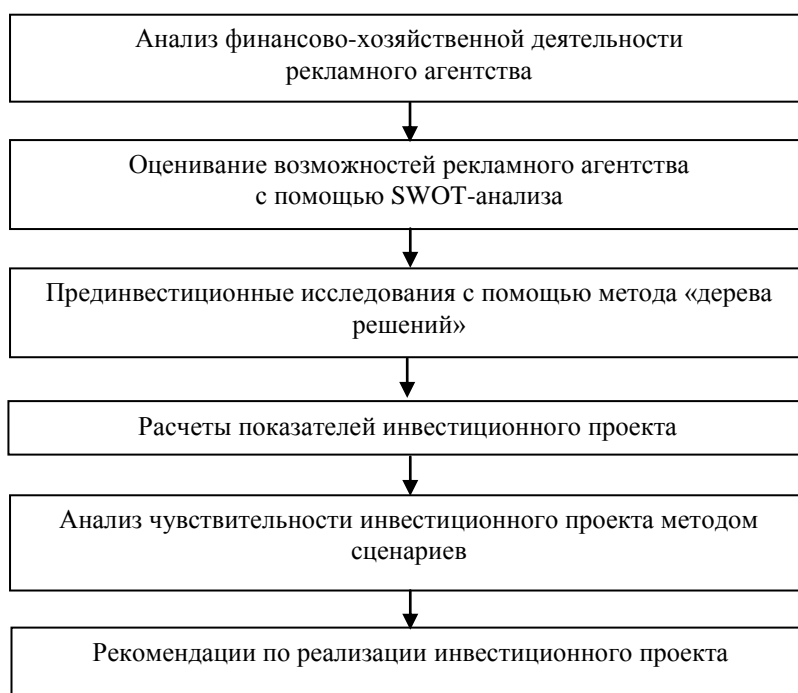 Анализ финансово-хозяйственной деятельности
рекламного агентства
Оценивание возможностей рекламного агентства
с помощью SWOT-анализа
Прединвестиционные исследования с помощью метода «дерева
решений»
Расчеты показателей инвестиционного проекта
Анализ чувствительности инвестиционного проекта методом
сценариев
Рекомендации по реализации инвестиционного проекта